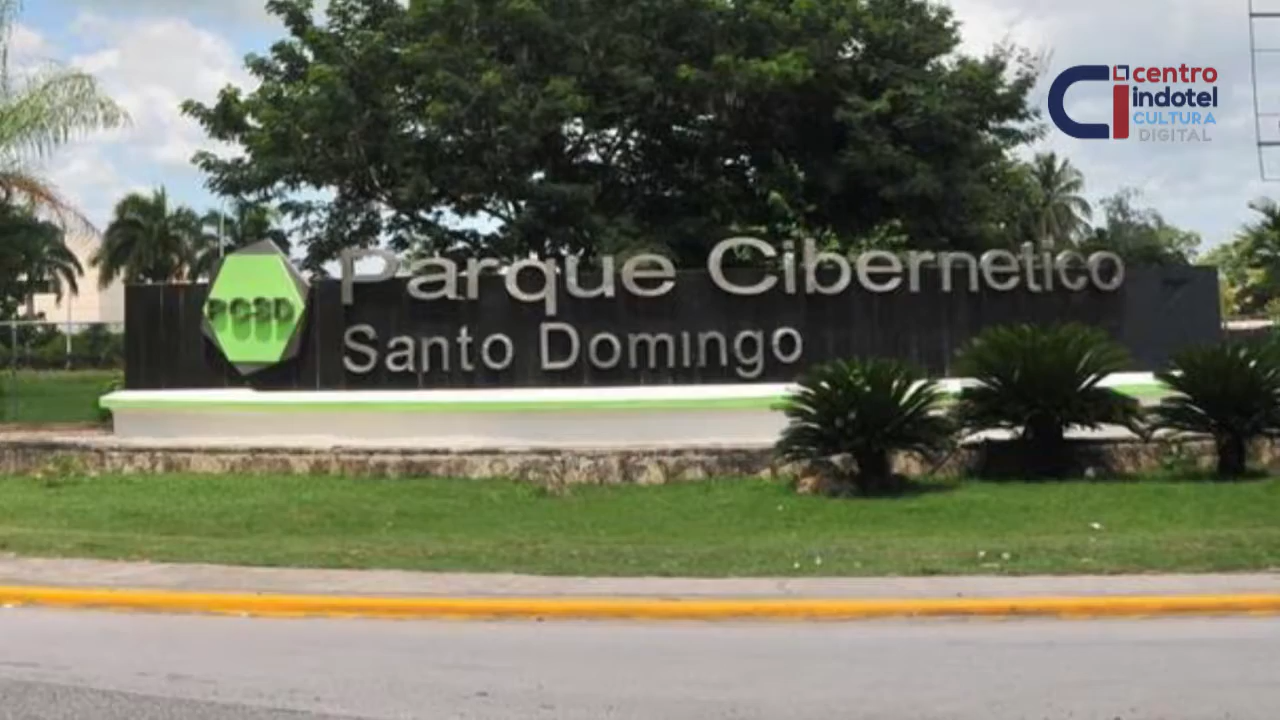 centro
indotel
CULTURA
DIGITAL
PCSD
Parque Cibernetico
Santo Domingo